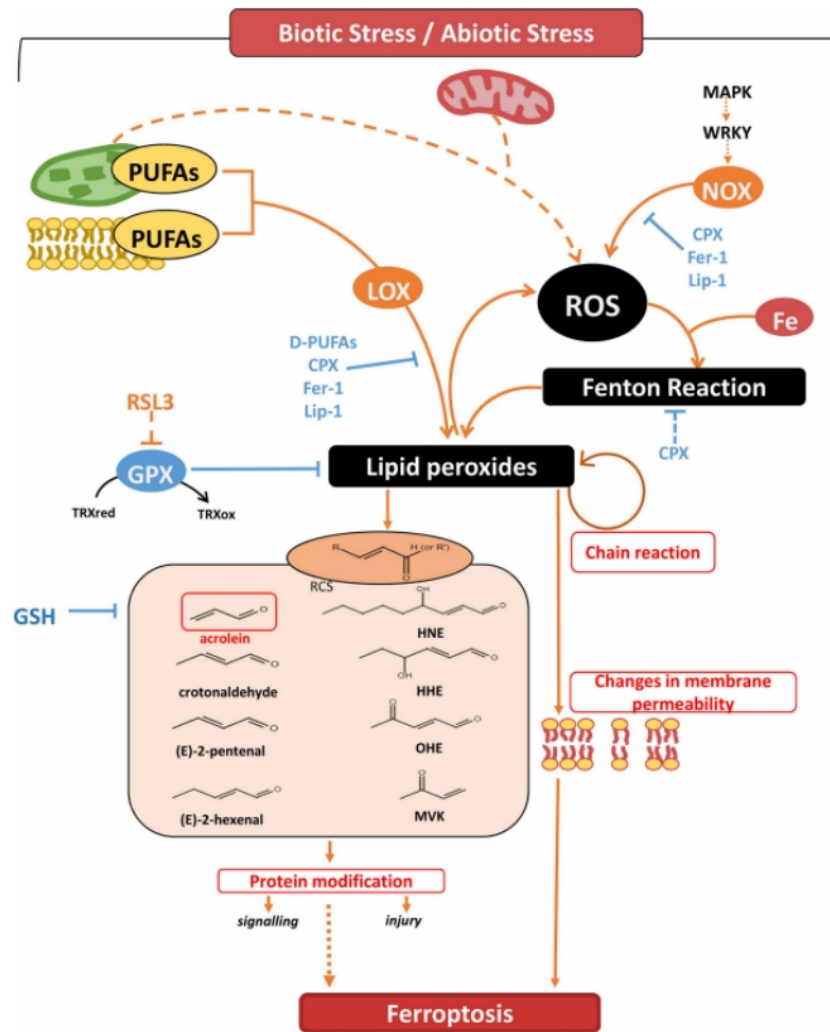 Biotic Stress / Abiotic Stress
MAPK
WRKY
NOX
PUFAs
PUFAs
CPX
Fer-1
Lip-1
LOX
ROS
Fe
D-PUFAs
CPX
Fer-1
Lip-1
Fenton Reaction
CPX
RSL3
GPX
TRXred
TRXox
Lipid peroxides
Chain reaction
R
H (or R')
O
RCS
GSH
O
acrolein
OH
O
HNE
O
crotonaldehyde
O
OH
HHE
O
(E)-2-pentenal
O
O
OHE
O
(E)-2-hexenal
O
MVK
Changes in membrane
permeability
Protein modification
signalling
injury
Ferroptosis